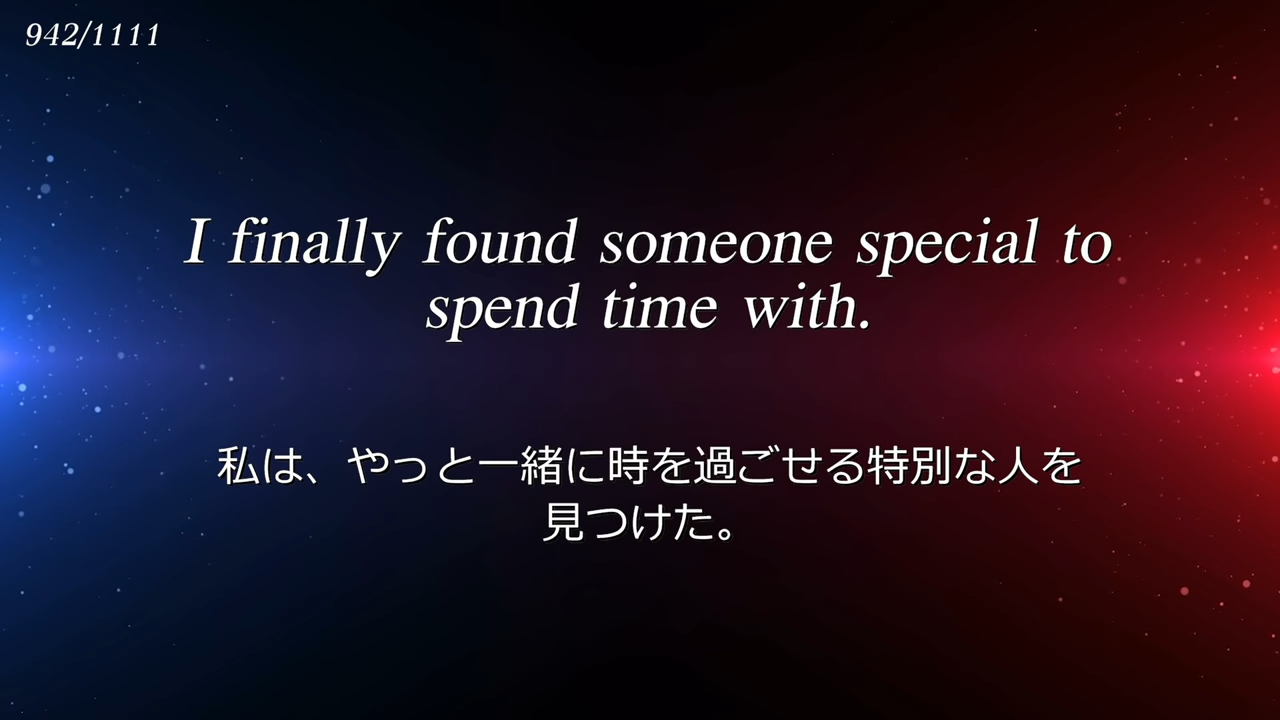 942/1111
I finally found someone special to
spend time with.
私は、やっと一緒に時を過ごせる特別な人を
見つけた。